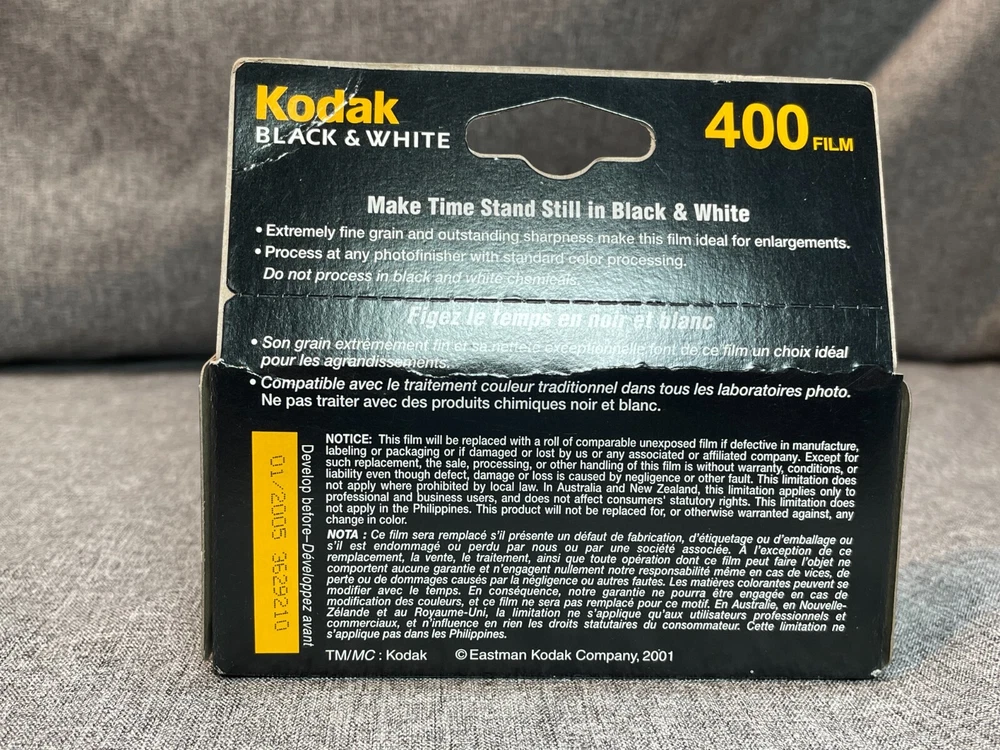 Kodak
BLACK & WHITE
400 FILM
Make Time Stand Still in Black & White
• Extremely fine grain and outstanding sharpness make this film ideal for enlargements.
• Process at any photofinisher with standard color processing.
Do not process in black and white chemicals.
Figez le temps en noir et blanc
• Son grain extrêmement fin et sa netteté exceptionnelle font de ce film un choix idéal
pour les agrandissements.
• Compatible avec le traitement couleur traditionnel dans tous les laboratoires photo.
Ne pas traiter avec des produits chimiques noir et blanc.
01/2005 3629210
Develop before–Développez avant
NOTICE: This film will be replaced with a roll of comparable unexposed film if defective in manufacture,
labeling or packaging or if damaged or lost by us or any associated or affiliated company. Except for
such replacement, the sale, processing, or other handling of this film is without warranty, conditions, or
liability even though defect, damage or loss is caused by negligence or other fault. This limitation does
not apply where prohibited by local law. In Australia and New Zealand, this limitation applies only to
professional and business users, and does not affect consumers' statutory rights. This limitation does
not apply in the Philippines. This product will not be replaced for, or otherwise warranted against, any
change in color.
NOTA : Ce film sera remplacé s'il présente un défaut de fabrication, d'étiquetage ou d'emballage ou
s'il est endommagé ou perdu par nous ou par une société associée. À l'exception de ce
remplacement, la vente, le traitement, ainsi que toute opération dont ce film peut faire l'objet ne
comportent aucune garantie et n'engagent nullement notre responsabilité même en cas de vices, de
perte ou de dommages causés par la négligence ou autres fautes. Les matières colorantes peuvent se
modifier avec le temps. En conséquence, notre garantie ne pourra être engagée en cas de
modification des couleurs, et ce film ne sera pas remplacé pour ce motif. En Australie, en Nouvelle-
Zélande et au Royaume-Uni, la limitation ne s'applique qu'aux utilisateurs professionnels et
commerciaux, et n'influence en rien les droits statutaires du consommateur. Cette limitation ne
s'applique pas dans les Philippines.
TM/MC : Kodak © Eastman Kodak Company, 2001